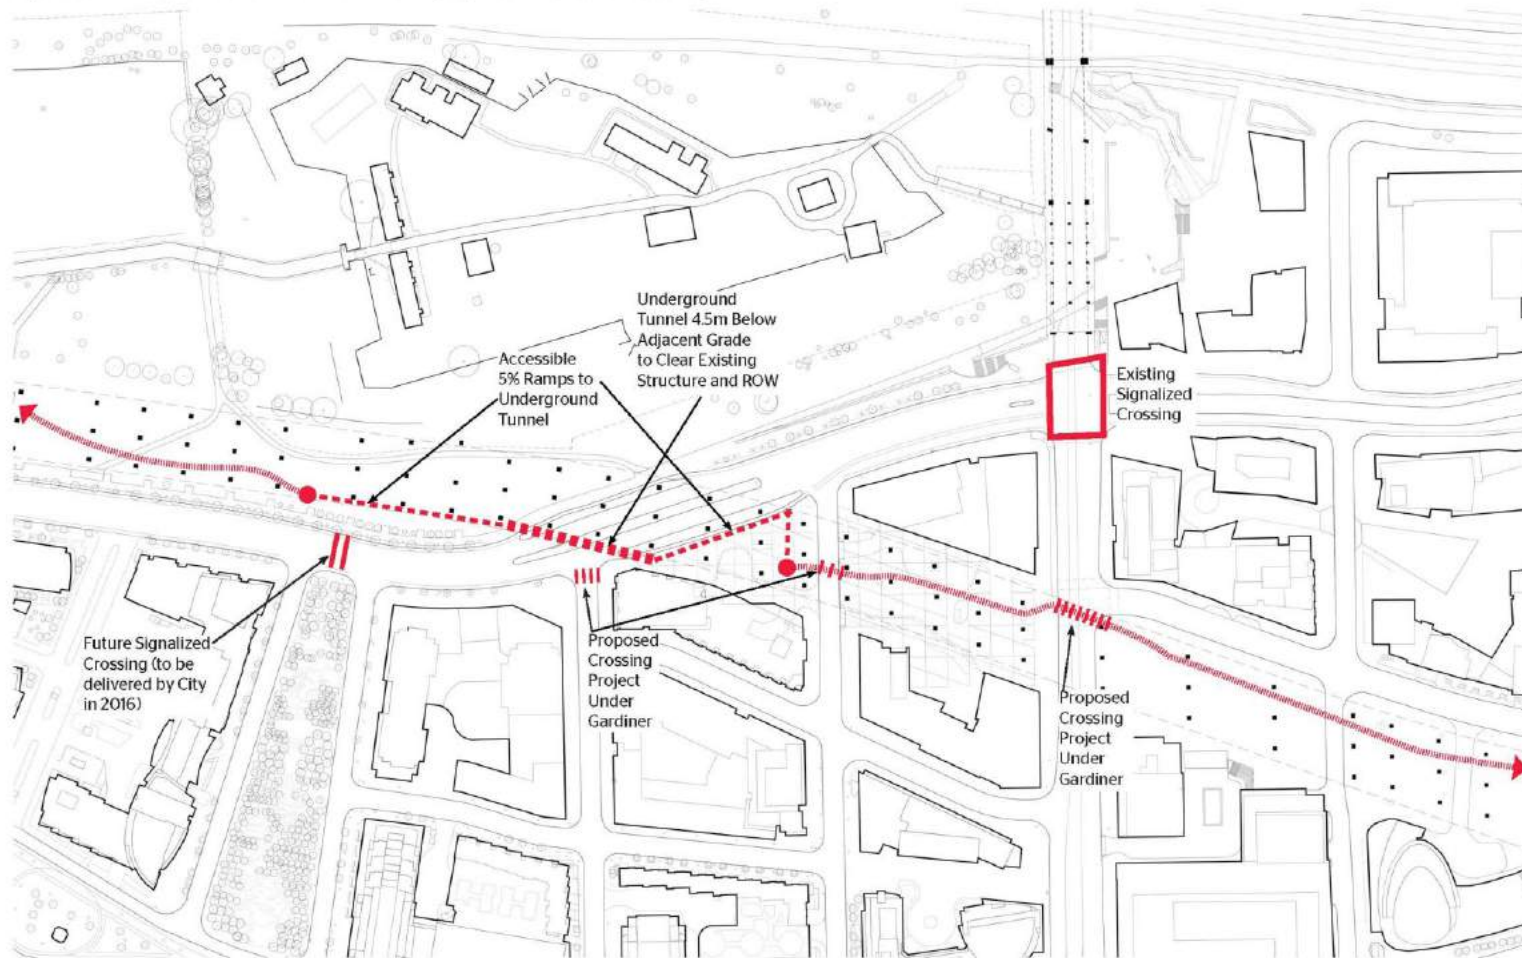 Underground
Tunnel 4.5m Below
Adjacent Grade
to Clear Existing
Structure and ROW
Accessible
5% Ramps to
Underground
Tunnel
Existing
Signalized
Crossing
Future Signalized
Crossing (to be
delivered by City
in 2016)
Proposed
Crossing
Project
Under
Gardiner
Proposed
Crossing
Project
Under
Gardiner